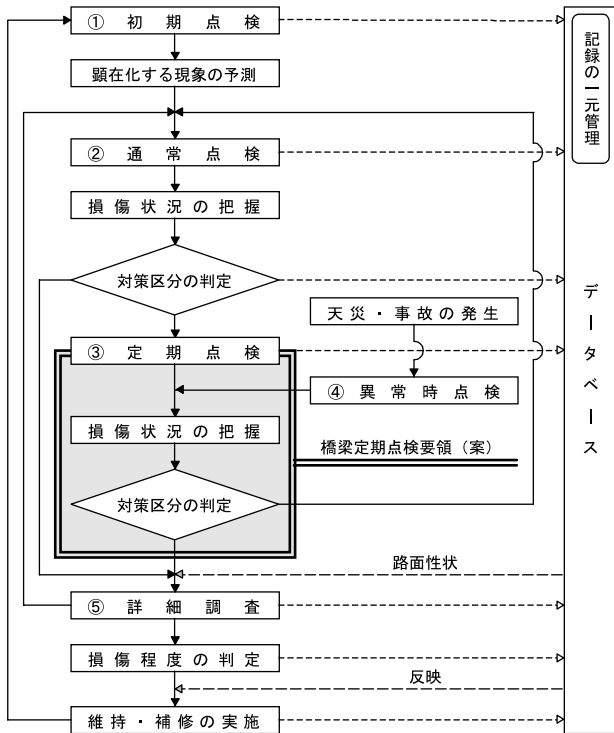 ① 初期点検
顕在化する現象の予測
② 通常点検
損傷状況の把握
対策区分の判定
天災・事故の発生
③ 定期点検
④ 異常時点検
損傷状況の把握
橋梁定期点検要領（案）
対策区分の判定
路面性状
⑤ 詳細調査
損傷程度の判定
反映
維持・補修の実施
記録の一元管理
データベース